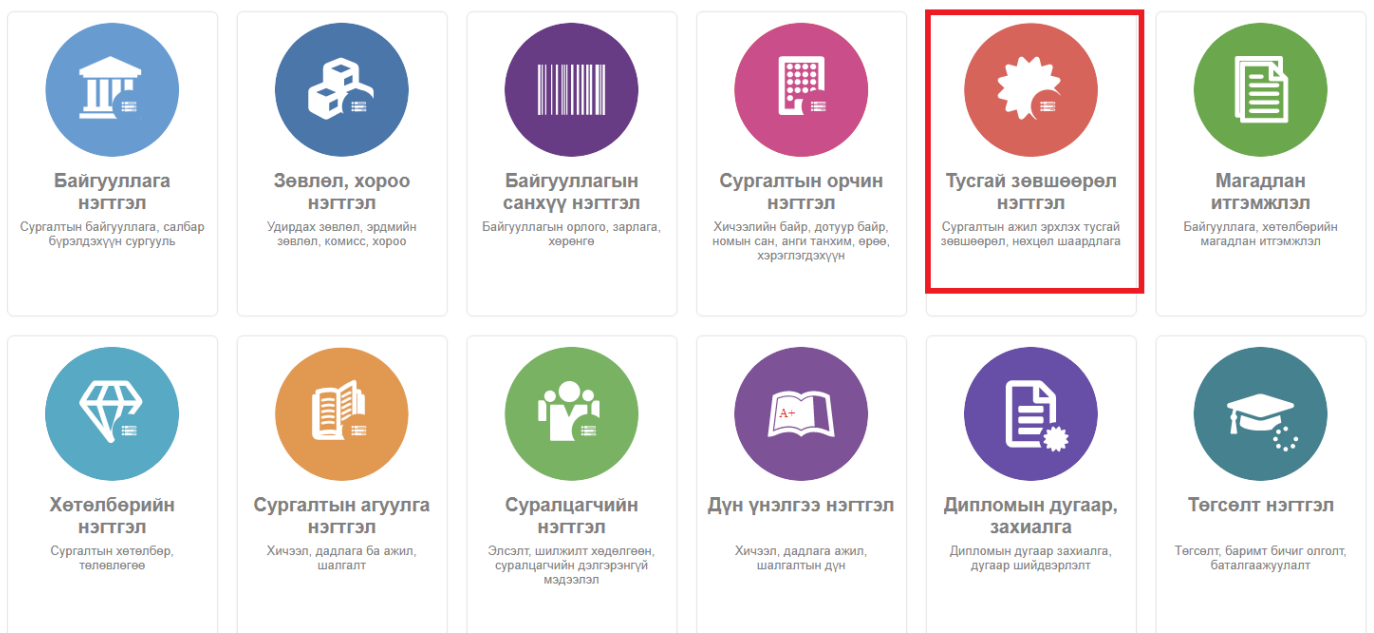 Байгууллага
нэгтгэл
Сургалтын байгууллага, салбар
бүрэлдэхүүн сургууль
Зөвлөл, хороо
нэгтгэл
Удирдах зөвлөл, эрдмийн
зөвлөл, комисс, хороо
Байгууллагын
санхүү нэгтгэл
Байгууллагын орлого, зарлага,
хөрөнгө
Сургалтын орчин
нэгтгэл
Хичээлийн байр, дотуур байр,
номын сан, анги танхим, өрөө,
хэрэглэгдэхүүн
Тусгай зөвшөөрөл
нэгтгэл
Сургалтын ажил эрхлэх тусгай
зөвшөөрөл, нөхцөл шаардлага
Магадлан
итгэмжлэл
Байгууллага, хөтөлбөрийн
магадлан итгэмжлэл
Хөтөлбөрийн
нэгтгэл
Сургалтын хөтөлбөр,
төлөвлөгөө
Сургалтын агуулга
нэгтгэл
Хичээл, дадлага ба ажил,
шалгалт
Суралцагчийн
нэгтгэл
Элсэлт, шилжилт хөдөлгөөн,
суралцагчийн дэлгэрэнгүй
мэдээлэл
A+
Дүн үнэлгээ нэгтгэл
Хичээл, дадлага ажил,
шалгалтын дүн
Дипломын дугаар,
захиалга
Дипломын дугаар захиалга,
дугаар шийдвэрлэлт
Төгсөлт нэгтгэл
Төгсөлт, баримт бичиг олголт,
баталгаажуулалт